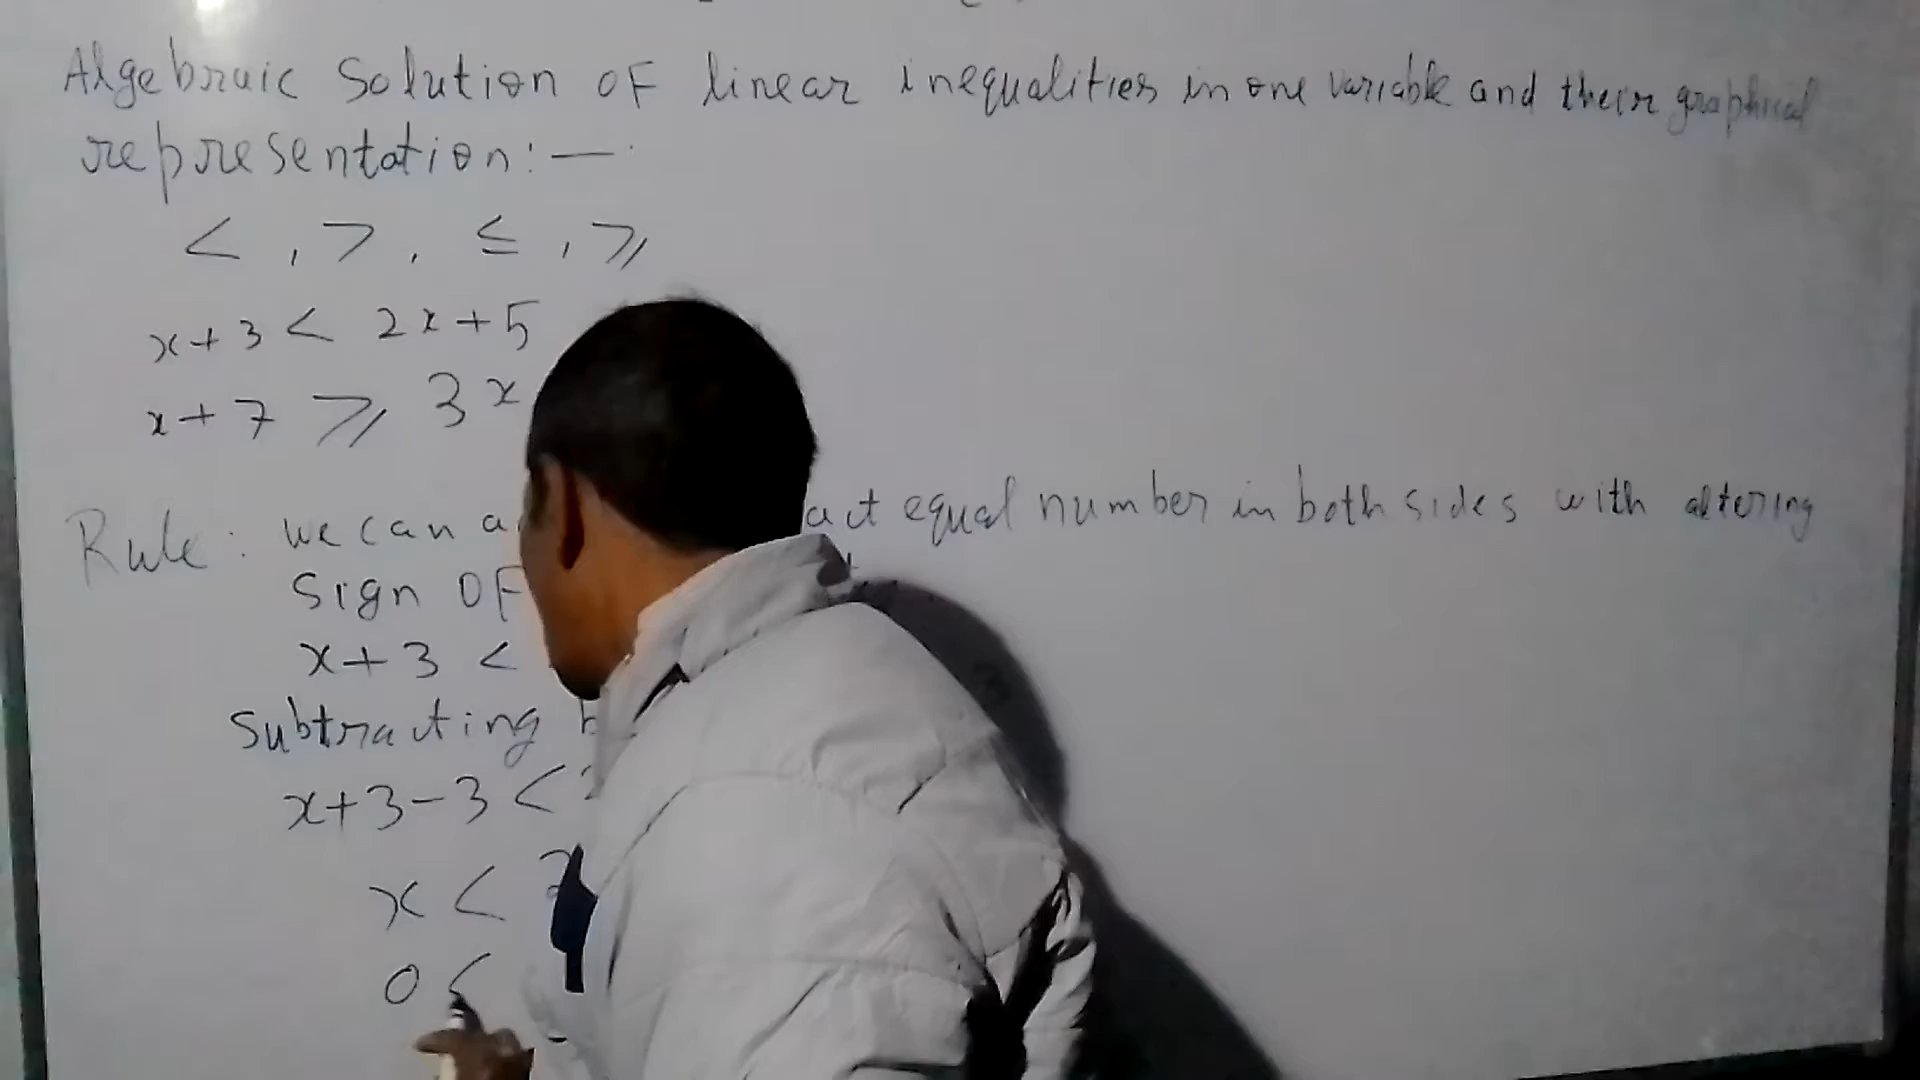 Algebraic Solution OF linear inequalities in one variable and their graphical
representation:—
< , > , ≤ , ≥
x+3 < 2x+5
x+7 ≥ 3x
Rule: we can a act equal number in both sides with altering
Sign OF
x+3 <
Subtracting
x+3-3 <
x <
0 <